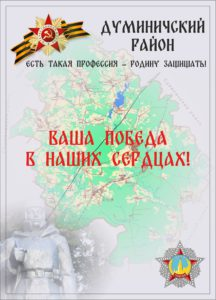 ДУМИНИЧСКИЙ
РАЙОН
ЕСТЬ ТАКАЯ ПРОФЕССИЯ – РОДИНУ ЗАЩИЩАТЬ!
ВАША ПОБЕДА
В НАШИХ СЕРДЦАХ!